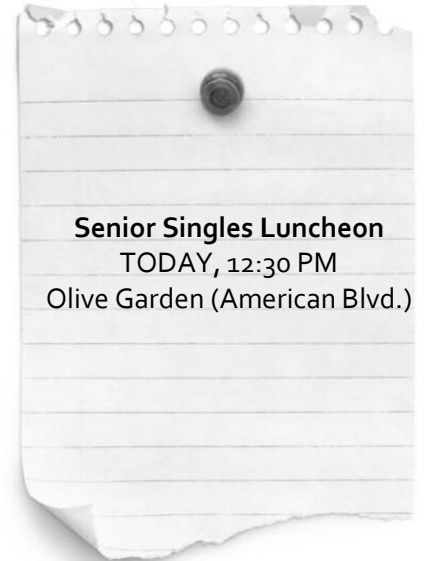 Senior Singles Luncheon
TODAY, 12:30 PM
Olive Garden (American Blvd.)